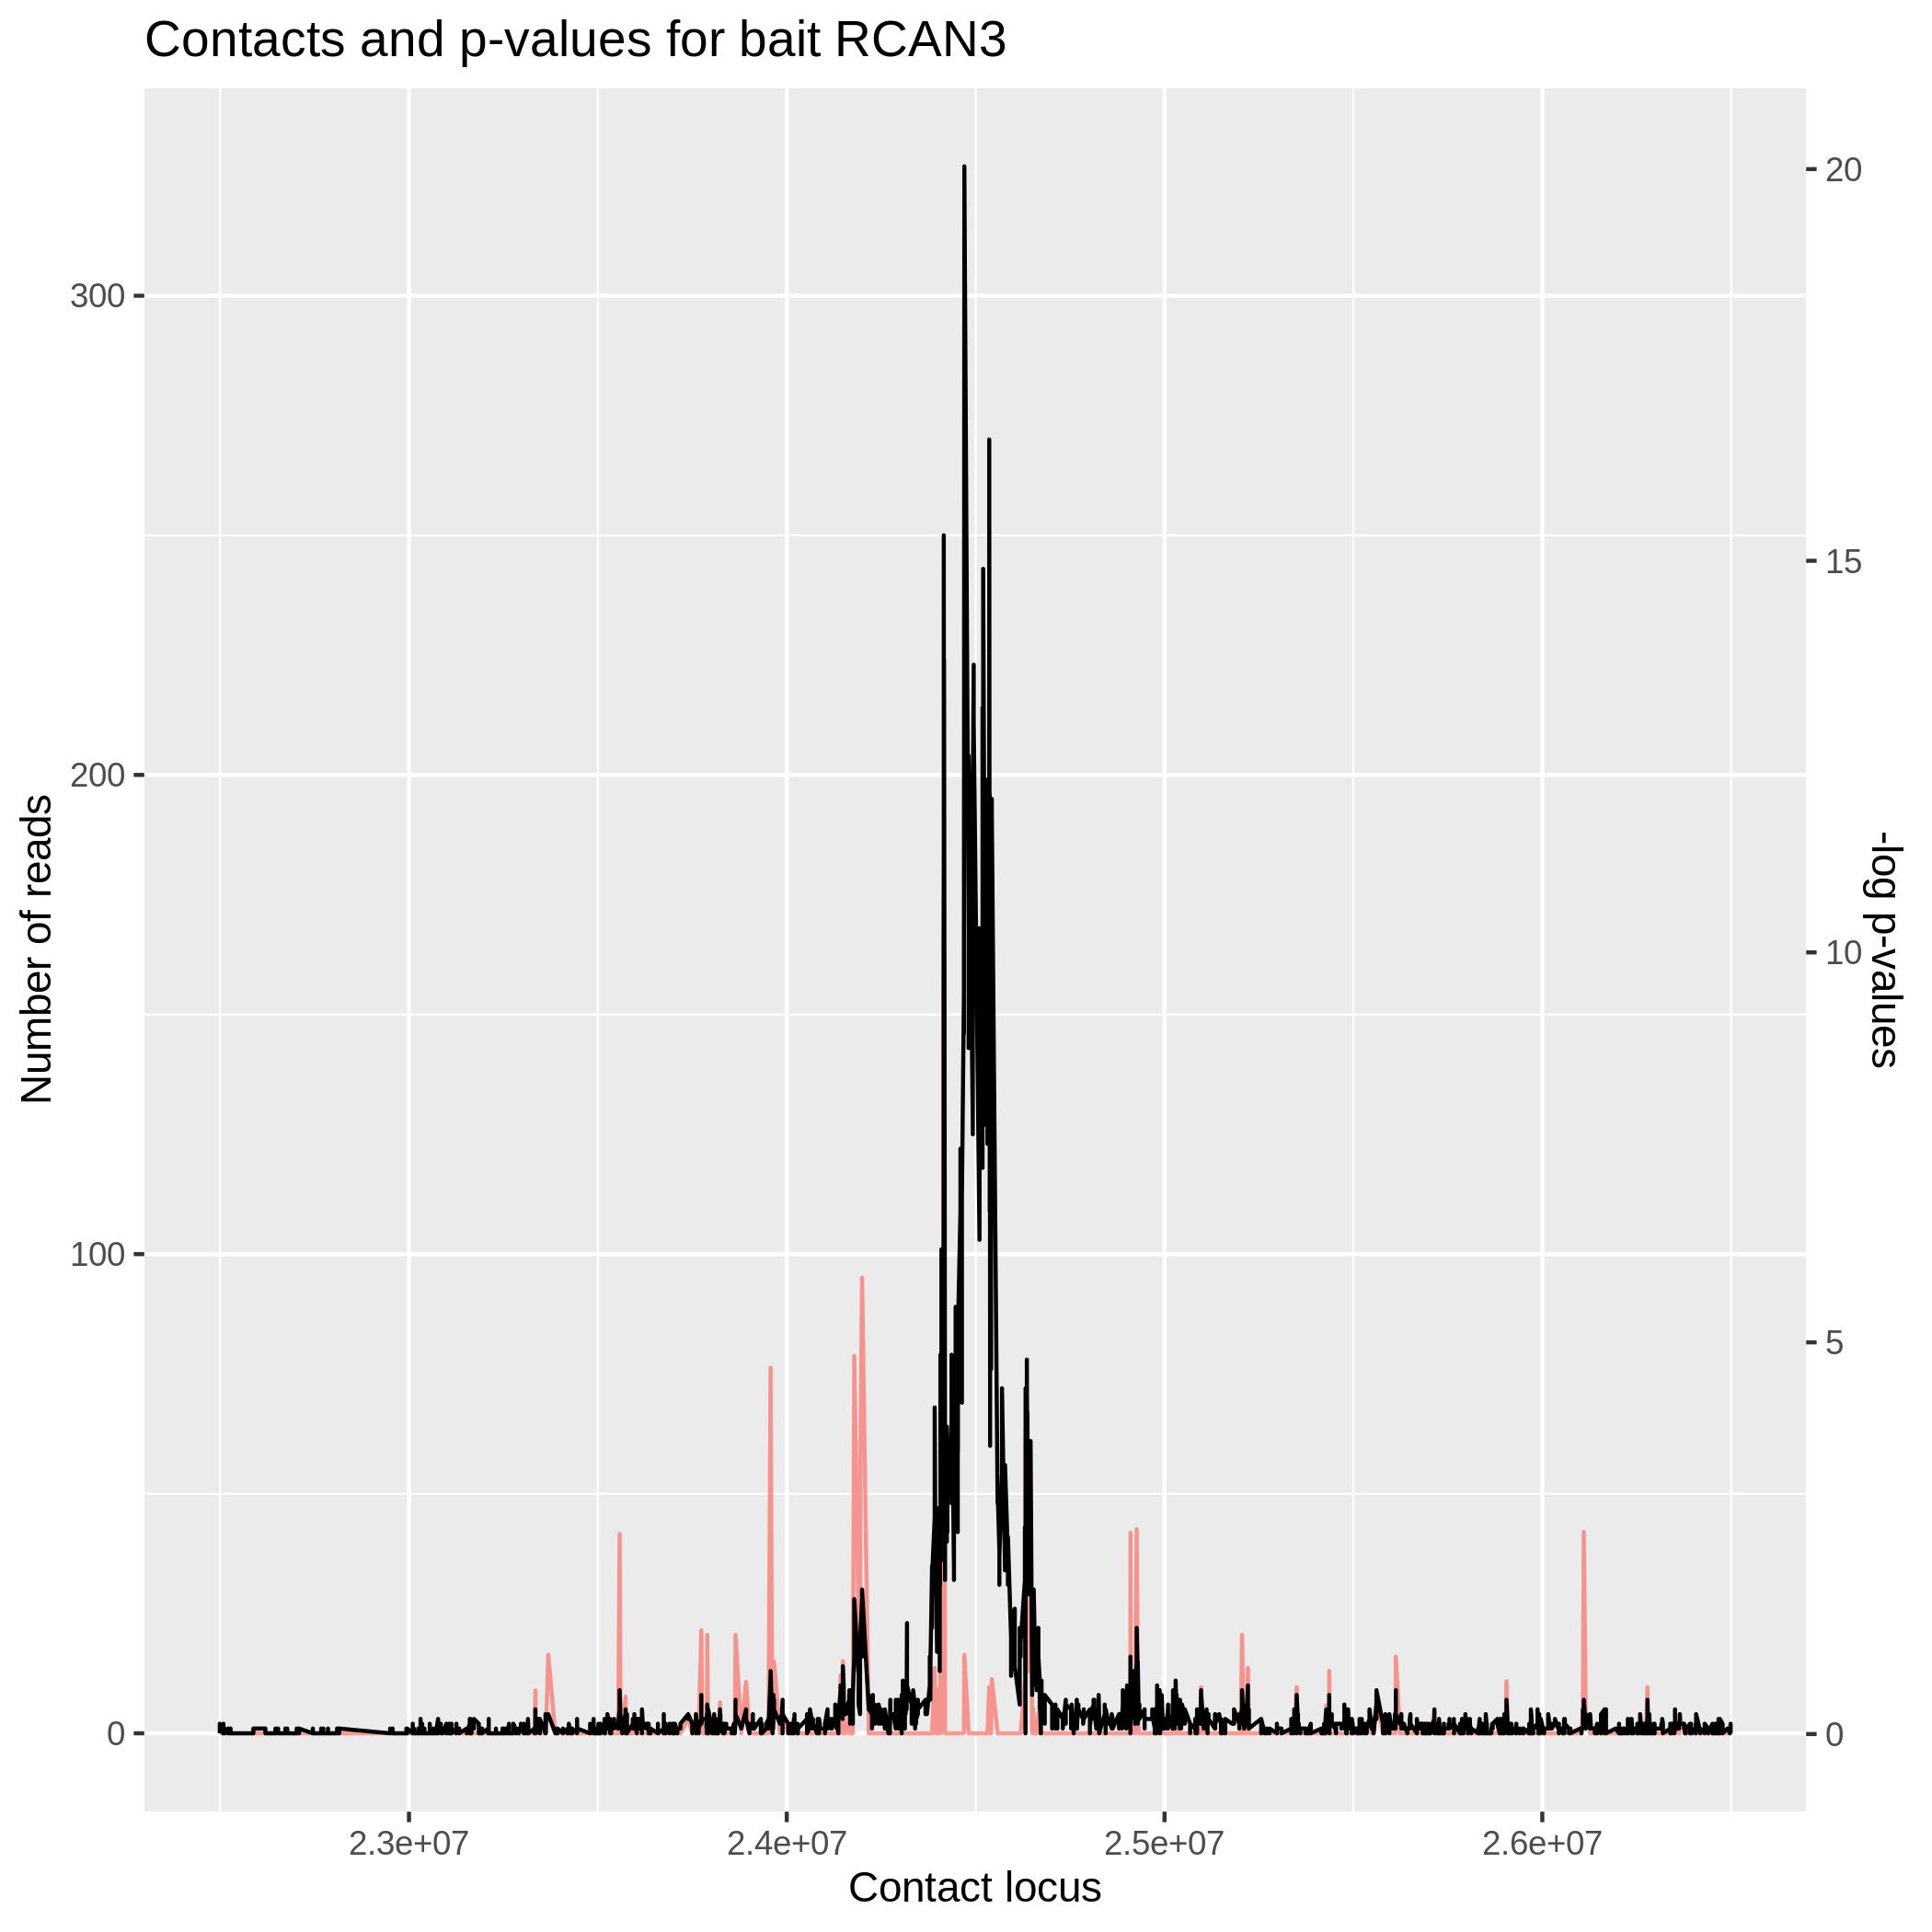 Contacts and p-values for bait RCAN3
300
200
100
0
Number of reads
20
15
10
5
0
-log p-values
2.3e+07 2.4e+07 2.5e+07 2.6e+07
Contact locus